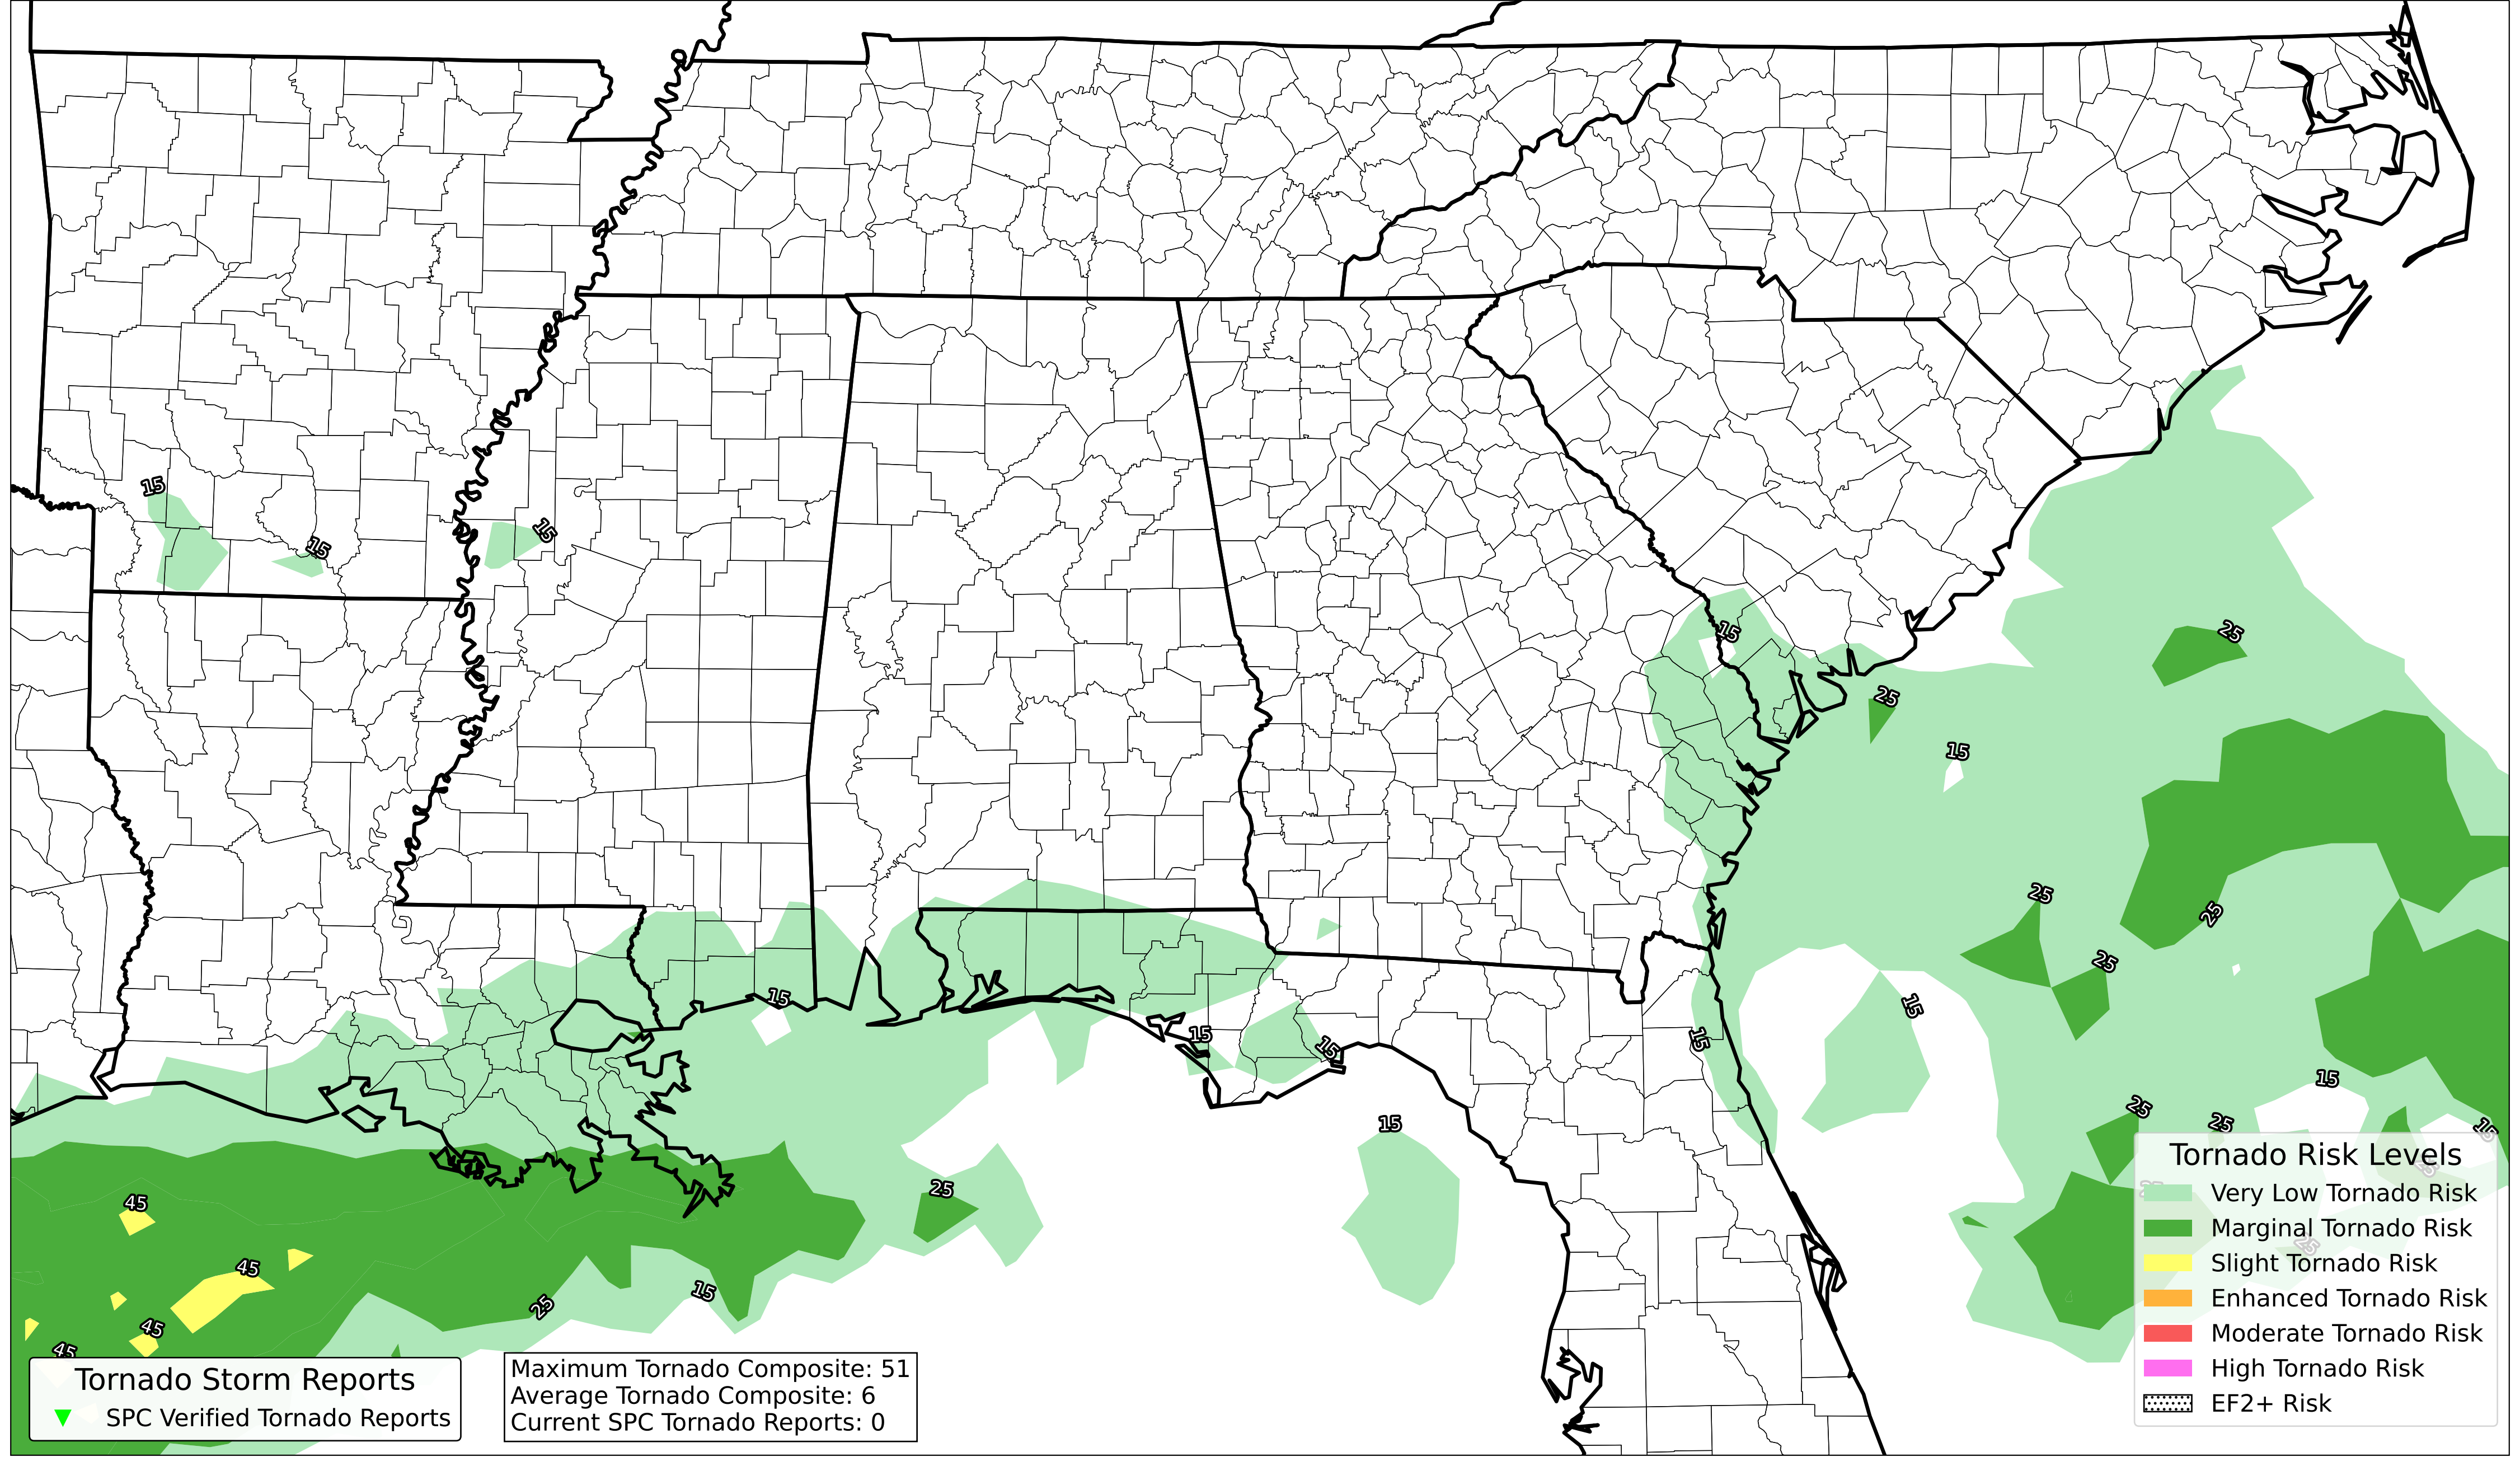 15
15
15
15
25
25
15
25
25
25
15
15
15
15
15
15
25
25
15
15
25
25
45
45
25
15
25
45
45
Tornado Risk Levels
Very Low Tornado Risk
Marginal Tornado Risk
Slight Tornado Risk
Enhanced Tornado Risk
Moderate Tornado Risk
High Tornado Risk
EF2+ Risk
Tornado Storm Reports
SPC Verified Tornado Reports
Maximum Tornado Composite: 51
Average Tornado Composite: 6
Current SPC Tornado Reports: 0